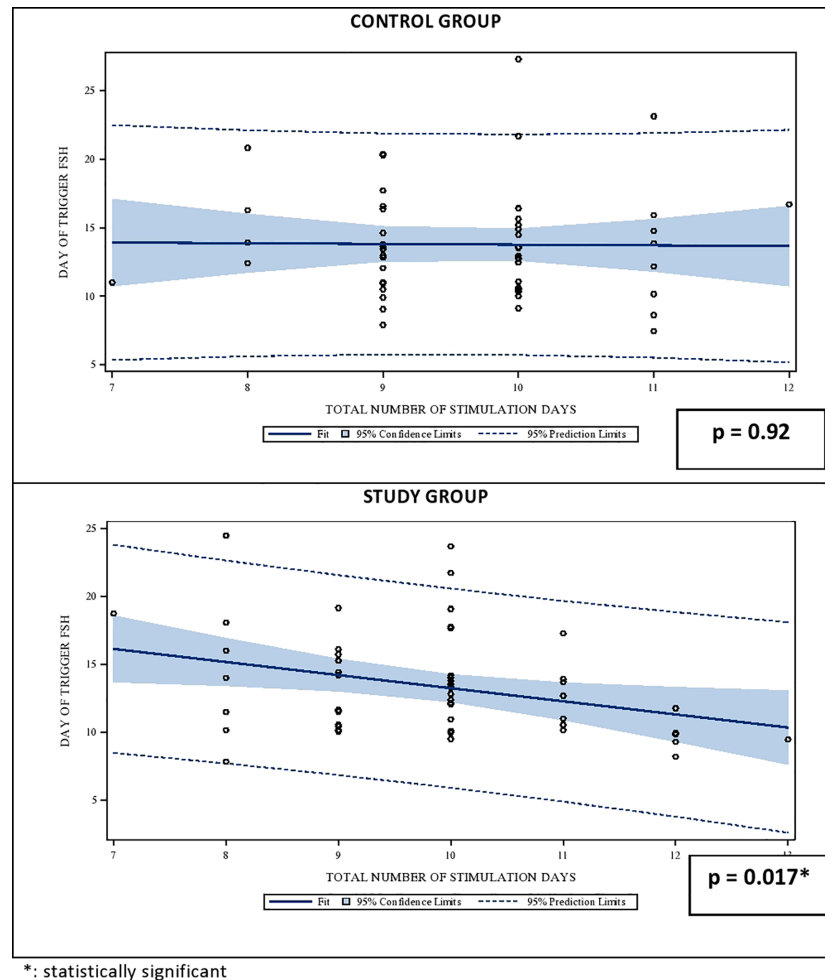 CONTROL GROUP
25
20
15
10
5
DAY OF TRIGGER FSH
7 8 9 10 11 12
TOTAL NUMBER OF STIMULATION DAYS
Fit 95% Confidence Limits 95% Prediction Limits
p = 0.92
STUDY GROUP
25
20
15
10
5
DAY OF TRIGGER FSH
7 8 9 10 11 12
TOTAL NUMBER OF STIMULATION DAYS
Fit 95% Confidence Limits 95% Prediction Limits
p = 0.017*
*: statistically significant